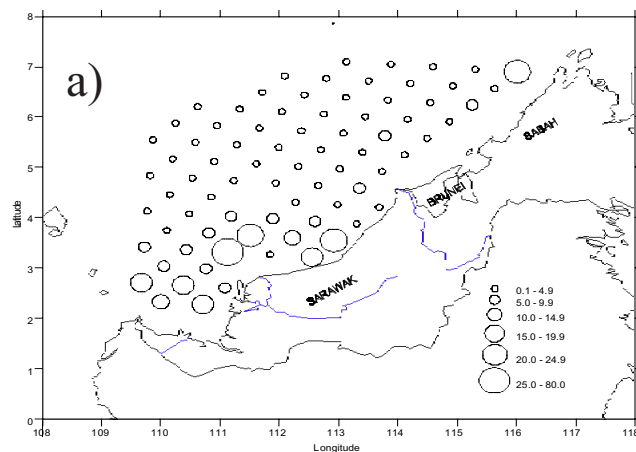 a)
8
7
6
5
4
3
2
1
0
latitude
SABAH
BRUNEI
SARAWAK
0.1 - 4.9
5.0 - 9.9
10.0 - 14.9
15.0 - 19.9
20.0 - 24.9
25.0 - 80.0
108 109 110 111 112 113 114 115 116 117 118
Longitude